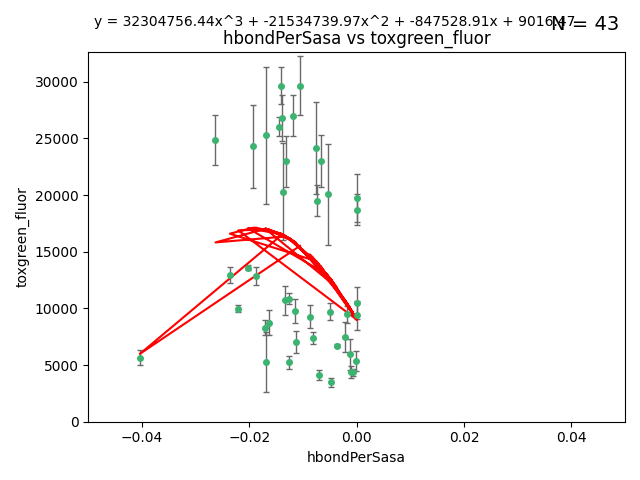 y = 32304756.44x^3 + -21534739.97x^2 + -847528.91x + 9016.47
N = 43
hbondPerSasa vs toxgreen_fluor
toxgreen_fluor
30000
25000
20000
15000
10000
5000
0
−0.04
−0.02
0.00
0.02
0.04
hbondPerSasa